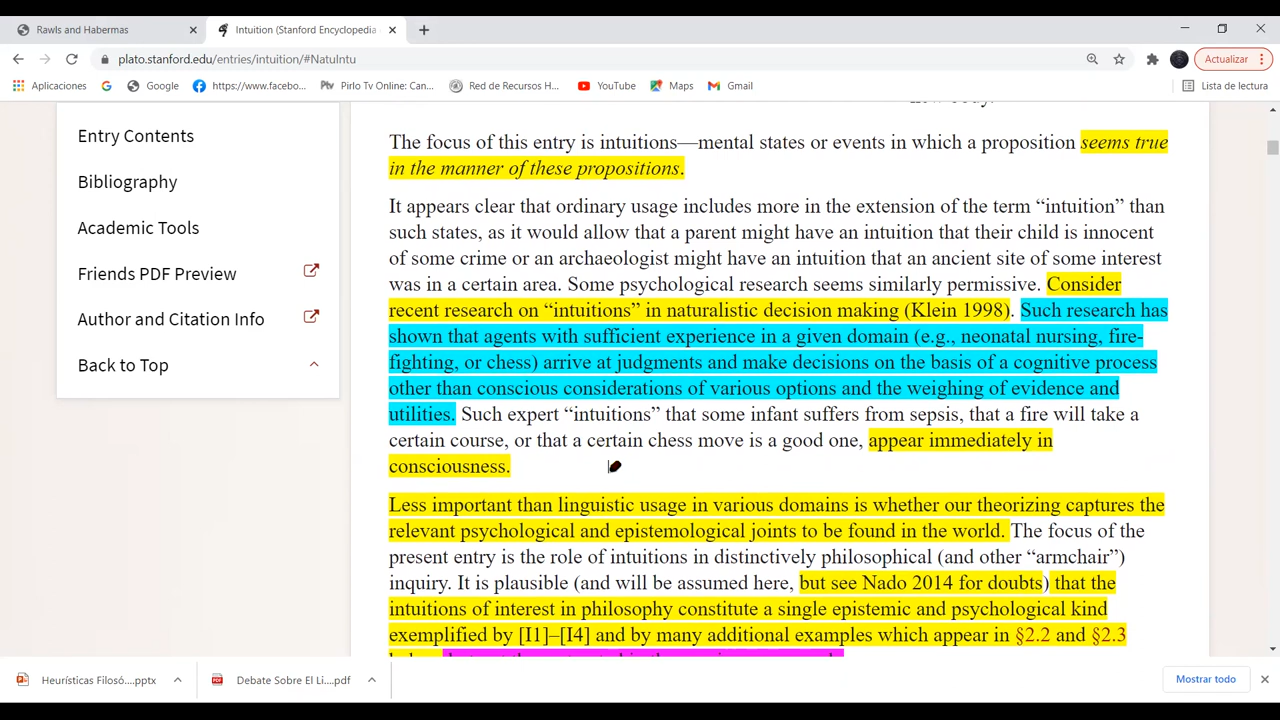 Rawls and Habermas
Intuition (Stanford Encyclopedia
plato.stanford.edu/entries/intuition/#NatuIntu
Actualizar
Aplicaciones
Google
https://www.facebo...
Pirlo Tv Online: Can...
Red de Recursos H...
YouTube
Maps
Gmail
Lista de lectura
Entry Contents
Bibliography
Academic Tools
Friends PDF Preview
Author and Citation Info
Back to Top
The focus of this entry is intuitions—mental states or events in which a proposition seems true
in the manner of these propositions.
It appears clear that ordinary usage includes more in the extension of the term “intuition” than
such states, as it would allow that a parent might have an intuition that their child is innocent
of some crime or an archaeologist might have an intuition that an ancient site of some interest
was in a certain area. Some psychological research seems similarly permissive. Consider
recent research on “intuitions” in naturalistic decision making (Klein 1998). Such research has
shown that agents with sufficient experience in a given domain (e.g., neonatal nursing, fire-
fighting, or chess) arrive at judgments and make decisions on the basis of a cognitive process
other than conscious considerations of various options and the weighing of evidence and
utilities. Such expert “intuitions” that some infant suffers from sepsis, that a fire will take a
certain course, or that a certain chess move is a good one, appear immediately in
consciousness.
Less important than linguistic usage in various domains is whether our theorizing captures the
relevant psychological and epistemological joints to be found in the world. The focus of the
present entry is the role of intuitions in distinctively philosophical (and other “armchair”)
inquiry. It is plausible (and will be assumed here, but see Nado 2014 for doubts) that the
intuitions of interest in philosophy constitute a single epistemic and psychological kind
exemplified by [I1]–[I4] and by many additional examples which appear in §2.2 and §2.3
Heurísticas Filosó....pptx
Debate Sobre El Li....pdf
Mostrar todo